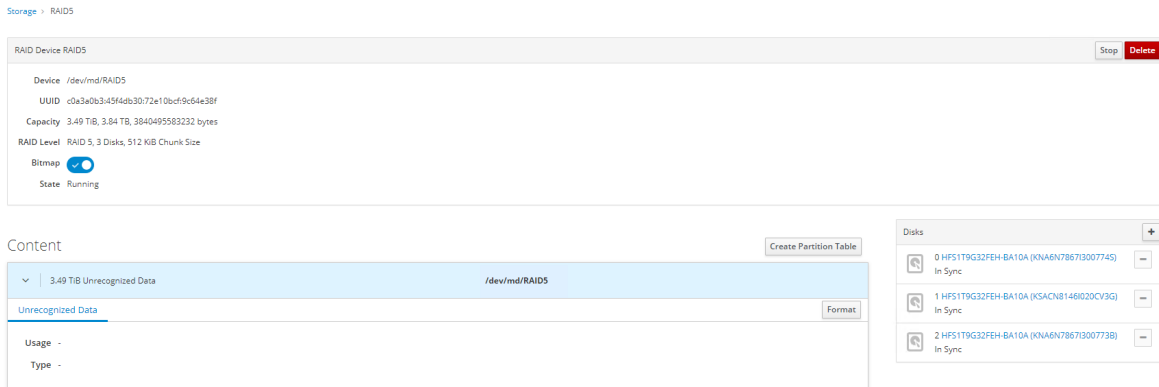 Storage > RAID5
RAID Device RAID5
Stop Delete
Device /dev/md/RAID5
UUID c0a3a0b3:45f4db30:72e10bcf:9c64e38f
Capacity 3.49 TiB, 3.84 TB, 3840495583232 bytes
RAID Level RAID 5, 3 Disks, 512 KiB Chunk Size
Bitmap
State Running
Content
Create Partition Table
3.49 TiB Unrecognized Data /dev/md/RAID5
Unrecognized Data
Format
Usage -
Type -
Disks
0 HFS1T9G32FEH-BA10A (KNA6N7867I300774S)
In Sync
1 HFS1T9G32FEH-BA10A (KSACN8146I020CV3G)
In Sync
2 HFS1T9G32FEH-BA10A (KNA6N7867I300773B)
In Sync